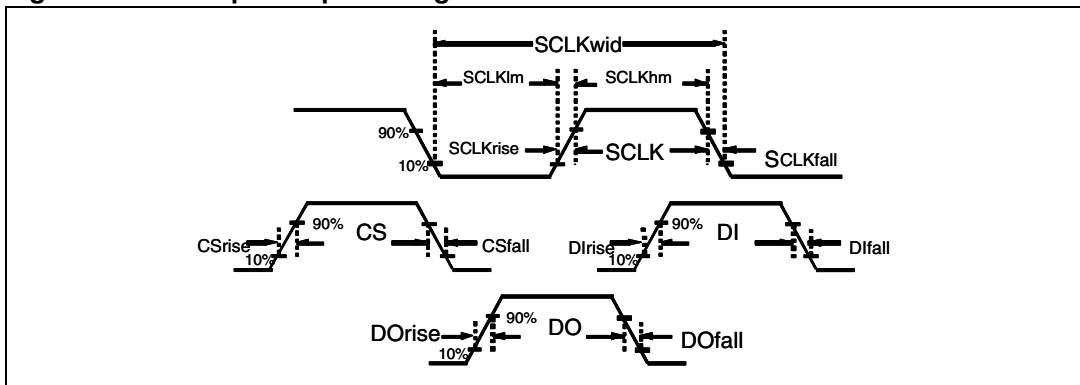 SCLKwid
SCLKlm
SCLKhm
90%
SCLKrise
SCLK
SCLKfall
10%
CSrise
90%
CS
CSfall
10%
DIrise
90%
DI
DIfall
10%
DOrise
90%
DO
DOfall
10%